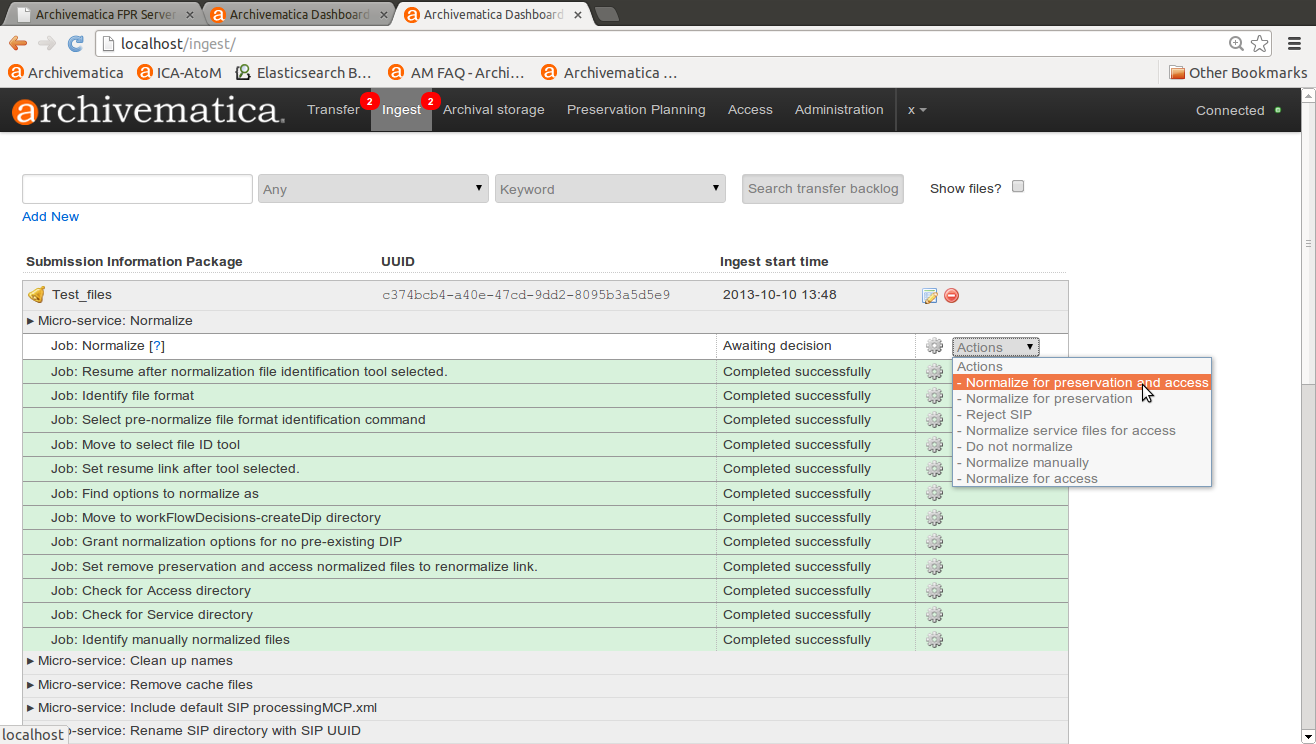 Archivematica FPR Server
Archivematica Dashboard
Archivematica Dashboard
localhost/ingest/
Archivematica
ICA-AtoM
Elasticsearch B...
AM FAQ - Archi...
Archivematica ...
Other Bookmarks
archivematica.
Transfer 2
Ingest 2
Archival storage
Preservation Planning
Access
Administration
x
Connected
Any
Keyword
Search transfer backlog
Show files?
Add New
Submission Information Package UUID Ingest start time
Test_files c374bcb4-a40e-47cd-9dd2-8095b3a5d5e9 2013-10-10 13:48
Micro-service: Normalize
Job: Normalize [?] Awaiting decision Actions
Actions
- Normalize for preservation and access
- Normalize for preservation
- Reject SIP
- Normalize service files for access
- Do not normalize
- Normalize manually
- Normalize for access
Job: Resume after normalization file identification tool selected. Completed successfully
Job: Identify file format Completed successfully
Job: Select pre-normalize file format identification command Completed successfully
Job: Move to select file ID tool Completed successfully
Job: Set resume link after tool selected. Completed successfully
Job: Find options to normalize as Completed successfully
Job: Move to workFlowDecisions-createDip directory Completed successfully
Job: Grant normalization options for no pre-existing DIP Completed successfully
Job: Set remove preservation and access normalized files to renormalize link. Completed successfully
Job: Check for Access directory Completed successfully
Job: Check for Service directory Completed successfully
Job: Identify manually normalized files Completed successfully
Micro-service: Clean up names
Micro-service: Remove cache files
Micro-service: Include default SIP processingMCP.xml
Rename SIP directory with SIP UUID
localhost